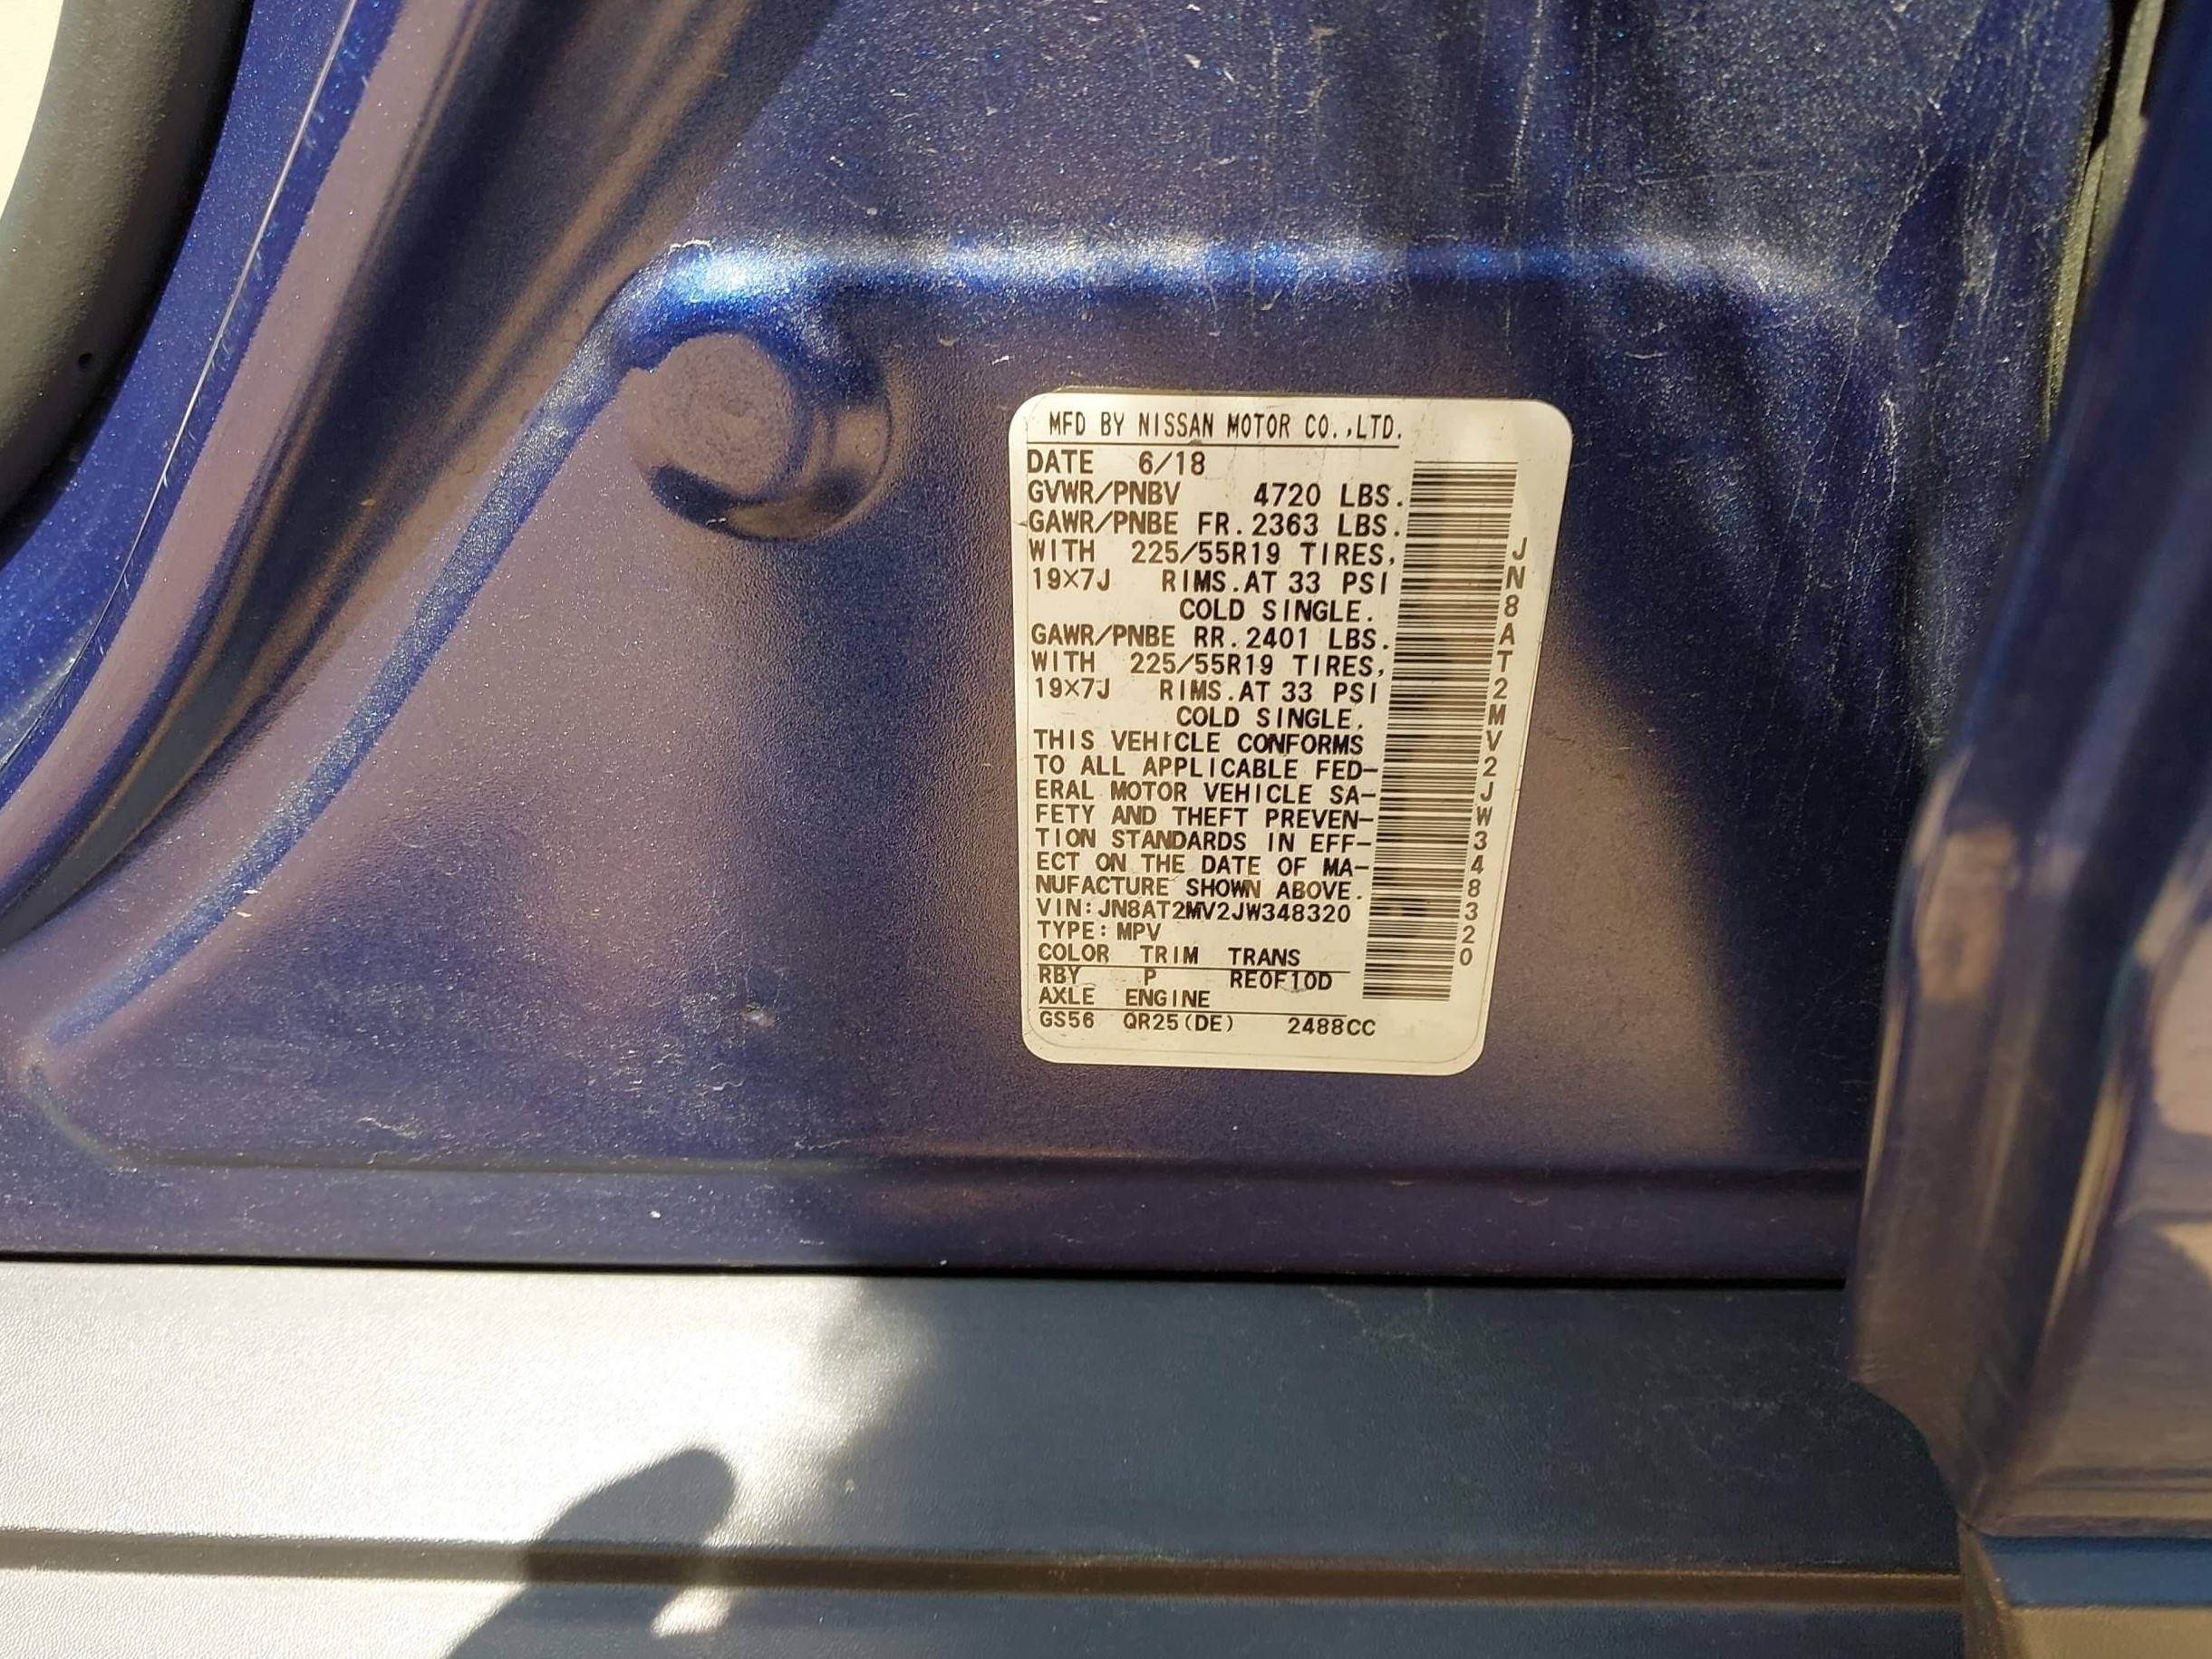 MFD BY NISSAN MOTOR CO.,LTD.
DATE 6/18
GVWR/PNBV 4720 LBS.
GAWR/PNBE FR.2363 LBS.
WITH 225/55R19 TIRES,
19×7J RIMS.AT 33 PSI
COLD SINGLE.
GAWR/PNBE RR.2401 LBS.
WITH 225/55R19 TIRES,
19×7J RIMS.AT 33 PSI
COLD SINGLE.
THIS VEHICLE CONFORMS
TO ALL APPLICABLE FED-
ERAL MOTOR VEHICLE SA-
FETY AND THEFT PREVEN-
TION STANDARDS IN EFF-
ECT ON THE DATE OF MA-
NUFACTURE SHOWN ABOVE.
VIN:JN8AT2MV2JW348320
TYPE:MPV
COLOR TRIM TRANS
RBY P RE0F10D
AXLE ENGINE
GS56 QR25(DE) 2488CC
JN8AT2MV2JW348320